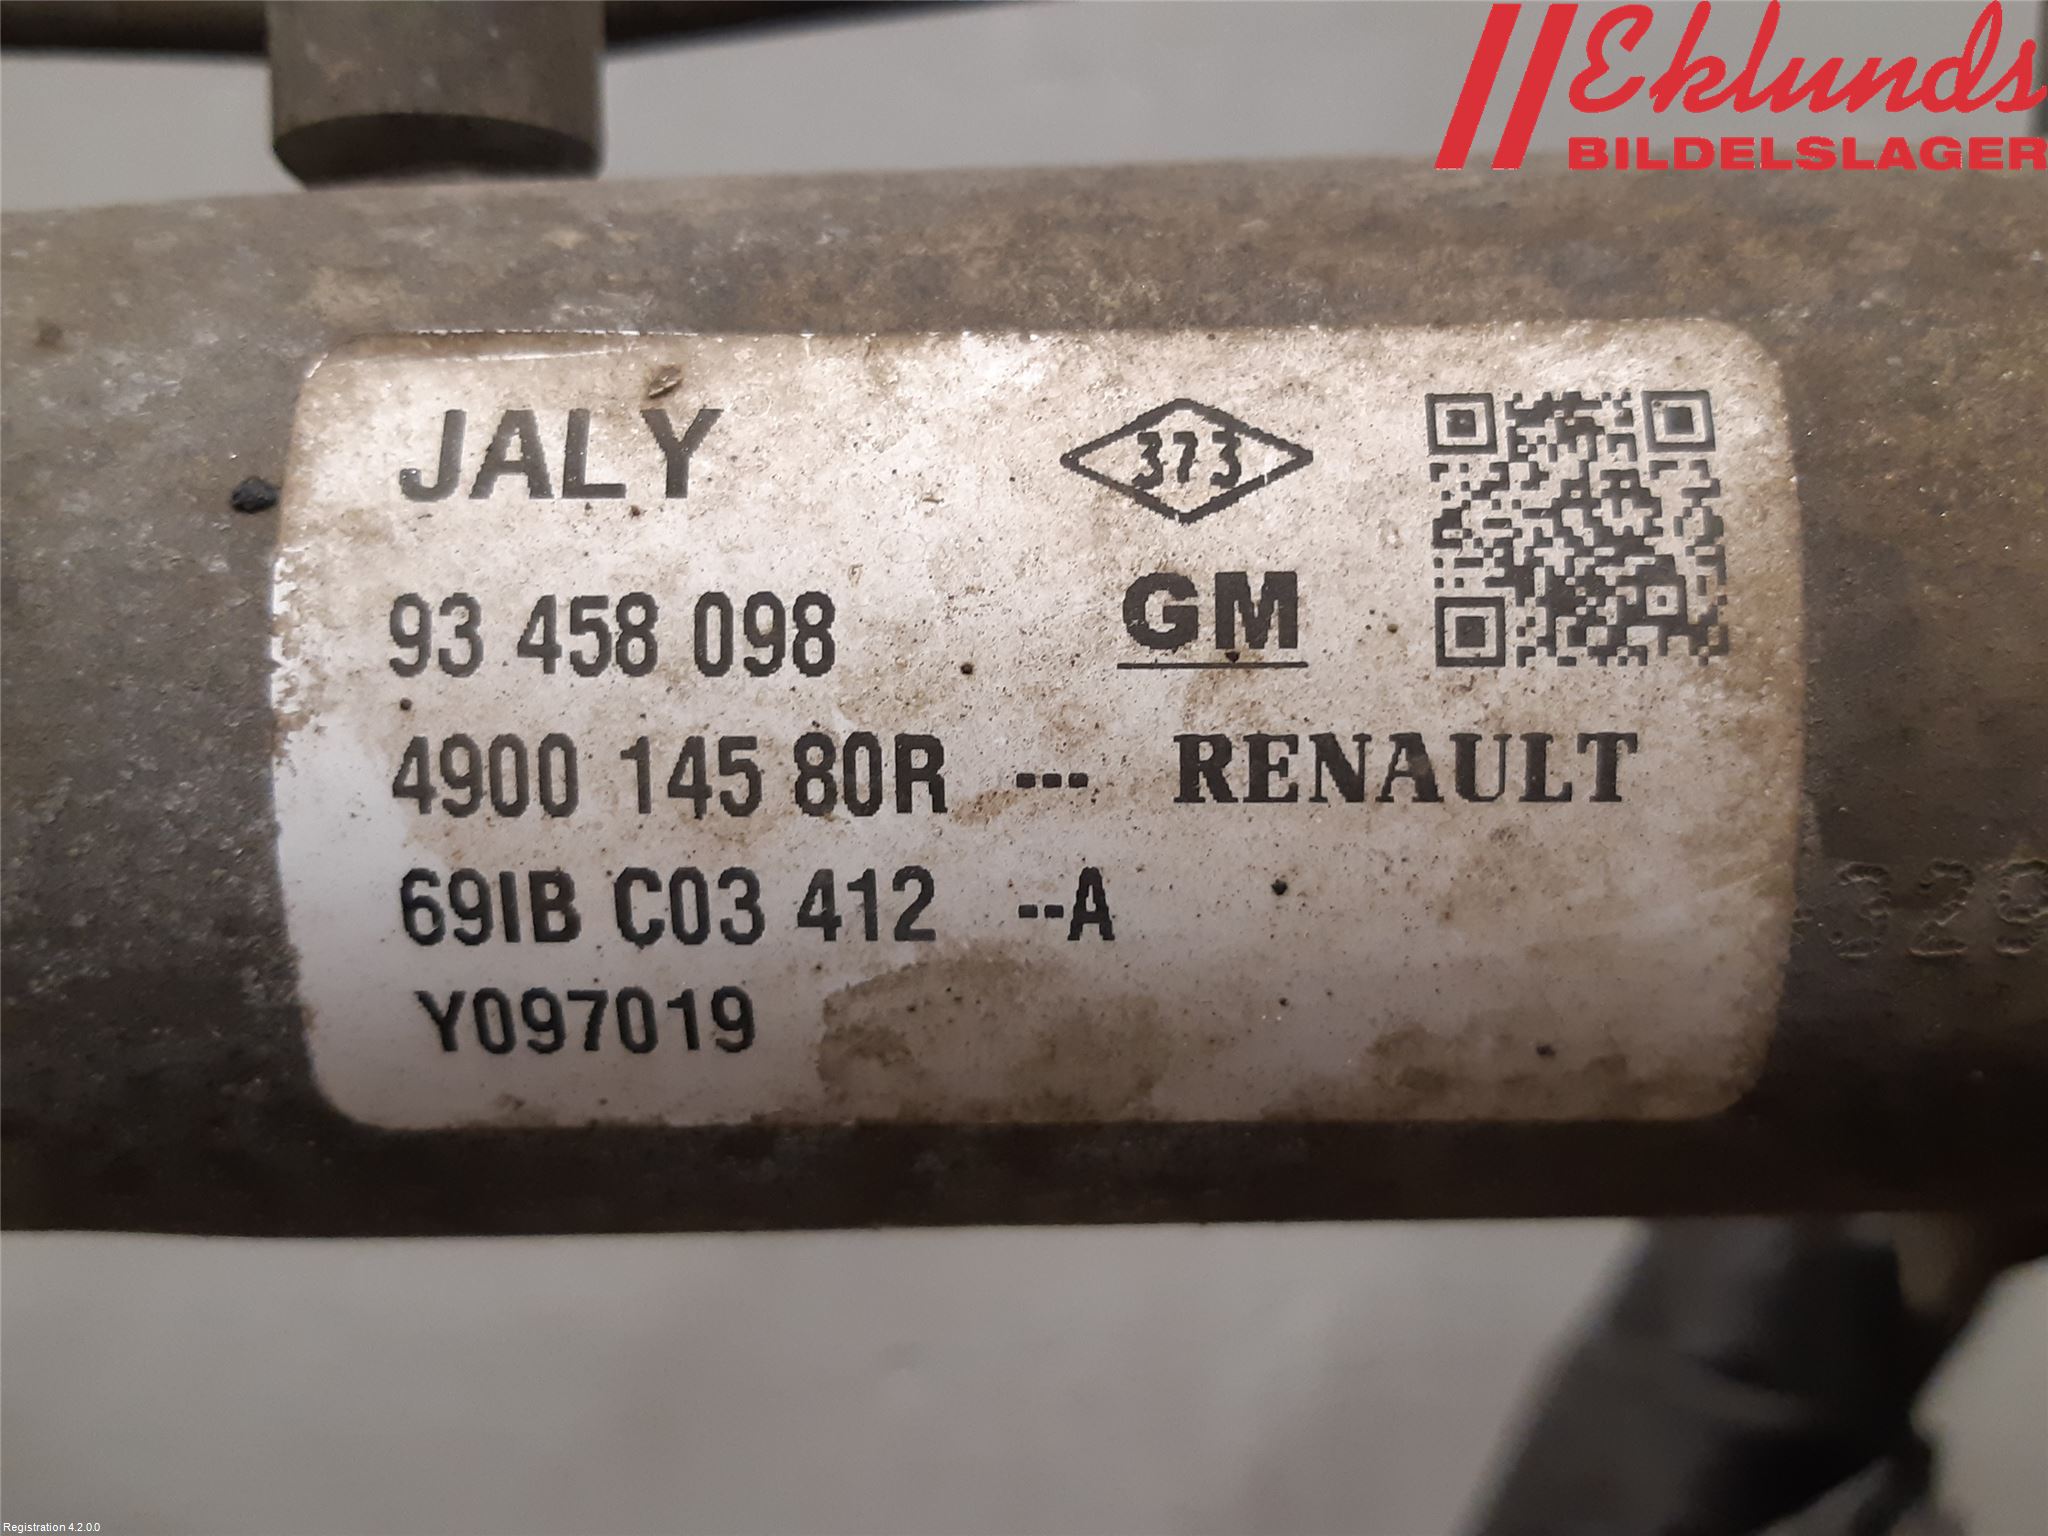 Eklunds
BILDELSLAGER
JALY
373
93 458 098
GM
4900 145 80R --- RENAULT
69IB C03 412 --A
Y097019
329
Registration 4.2.0.0